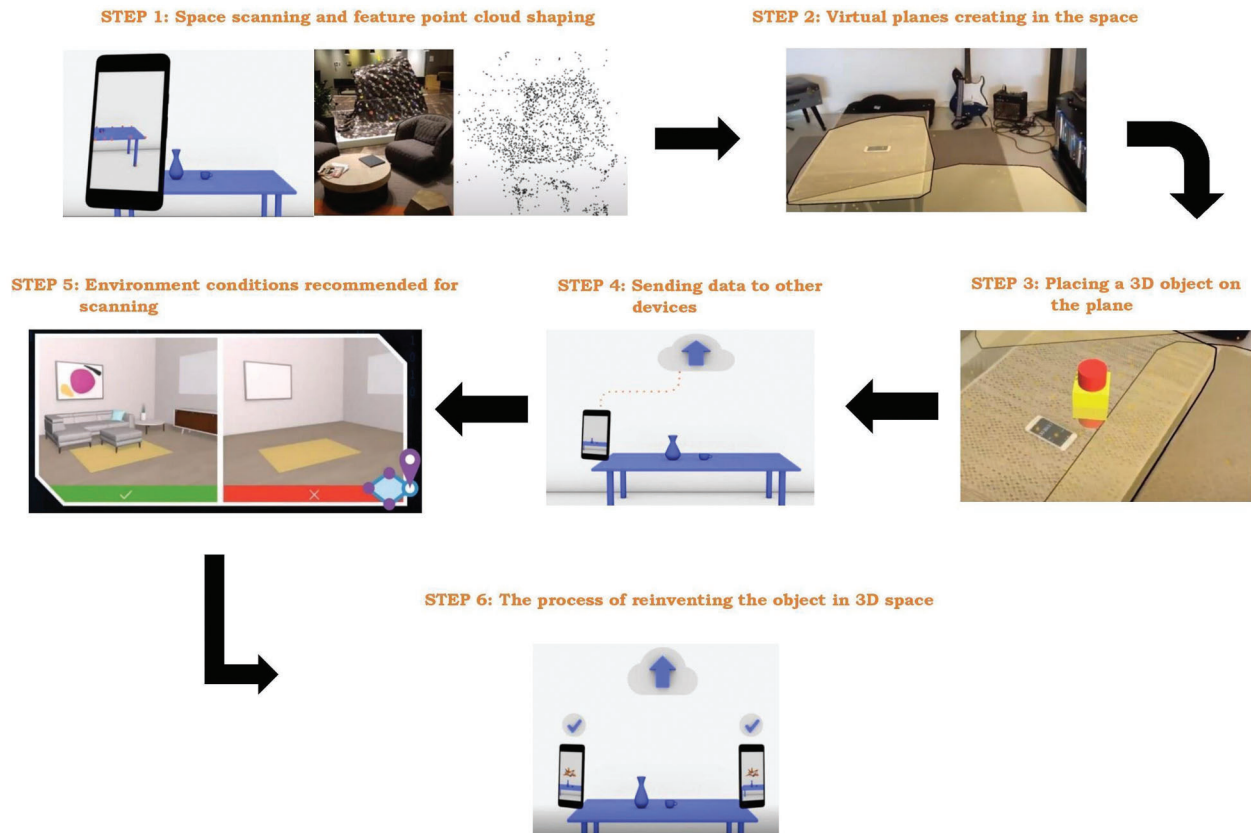 STEP 1: Space scanning and feature point cloud shaping
STEP 2: Virtual planes creating in the space
STEP 3: Placing a 3D object on
the plane
STEP 4: Sending data to other
devices
STEP 5: Environment conditions recommended for
scanning
STEP 6: The process of reinventing the object in 3D space